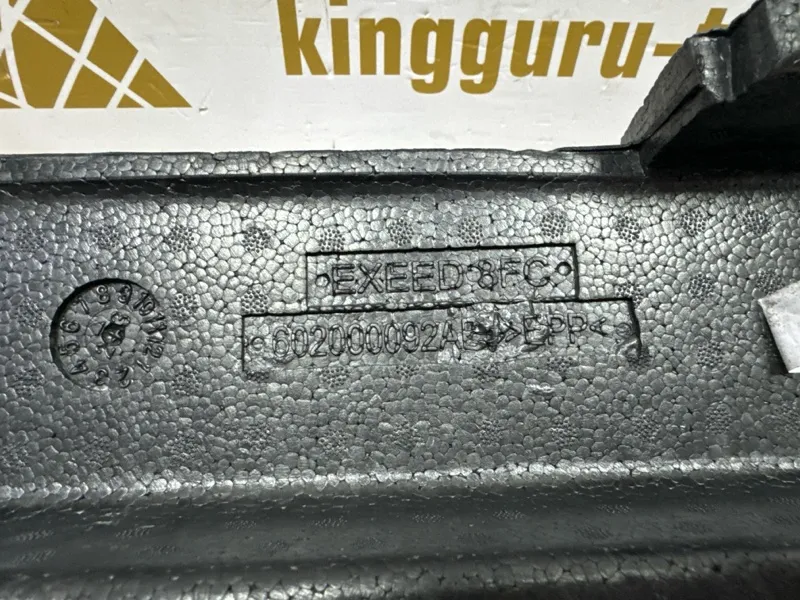 kingguru-t
EXEED 8FC
602000092AB >EPP<